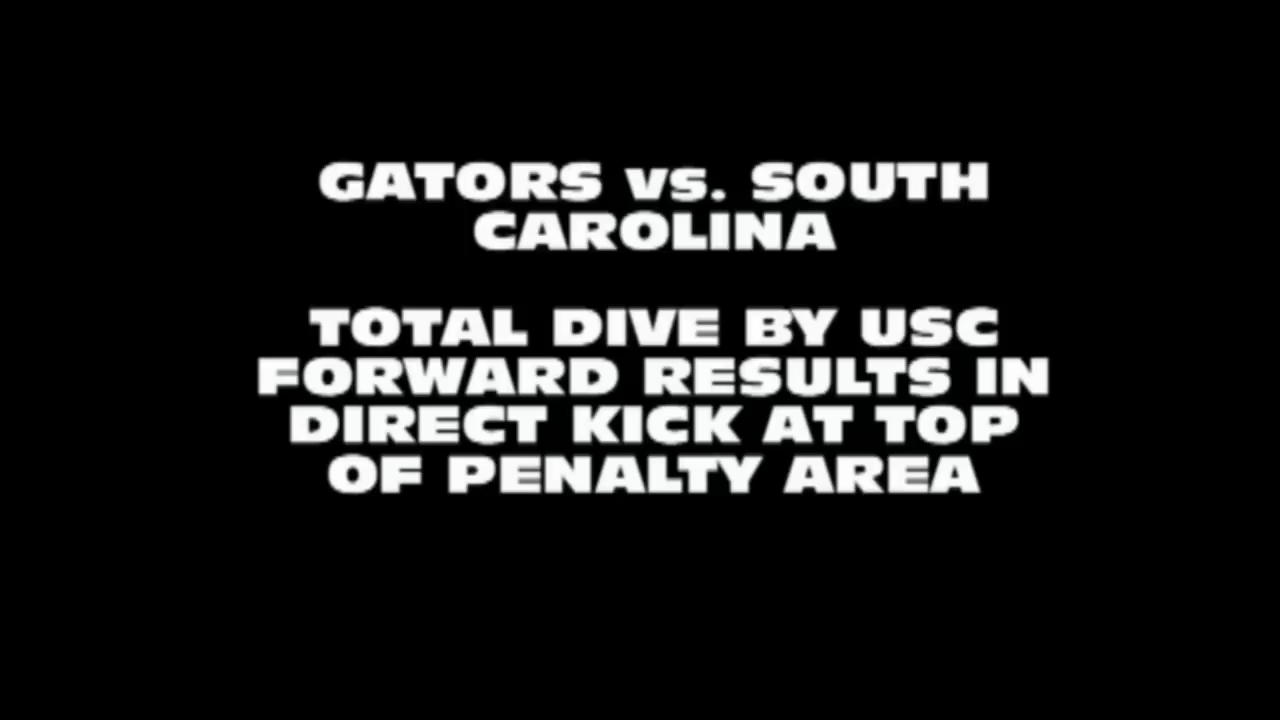 GATORS vs. SOUTH
CAROLINA
TOTAL DIVE BY USC
FORWARD RESULTS IN
DIRECT KICK AT TOP
OF PENALTY AREA